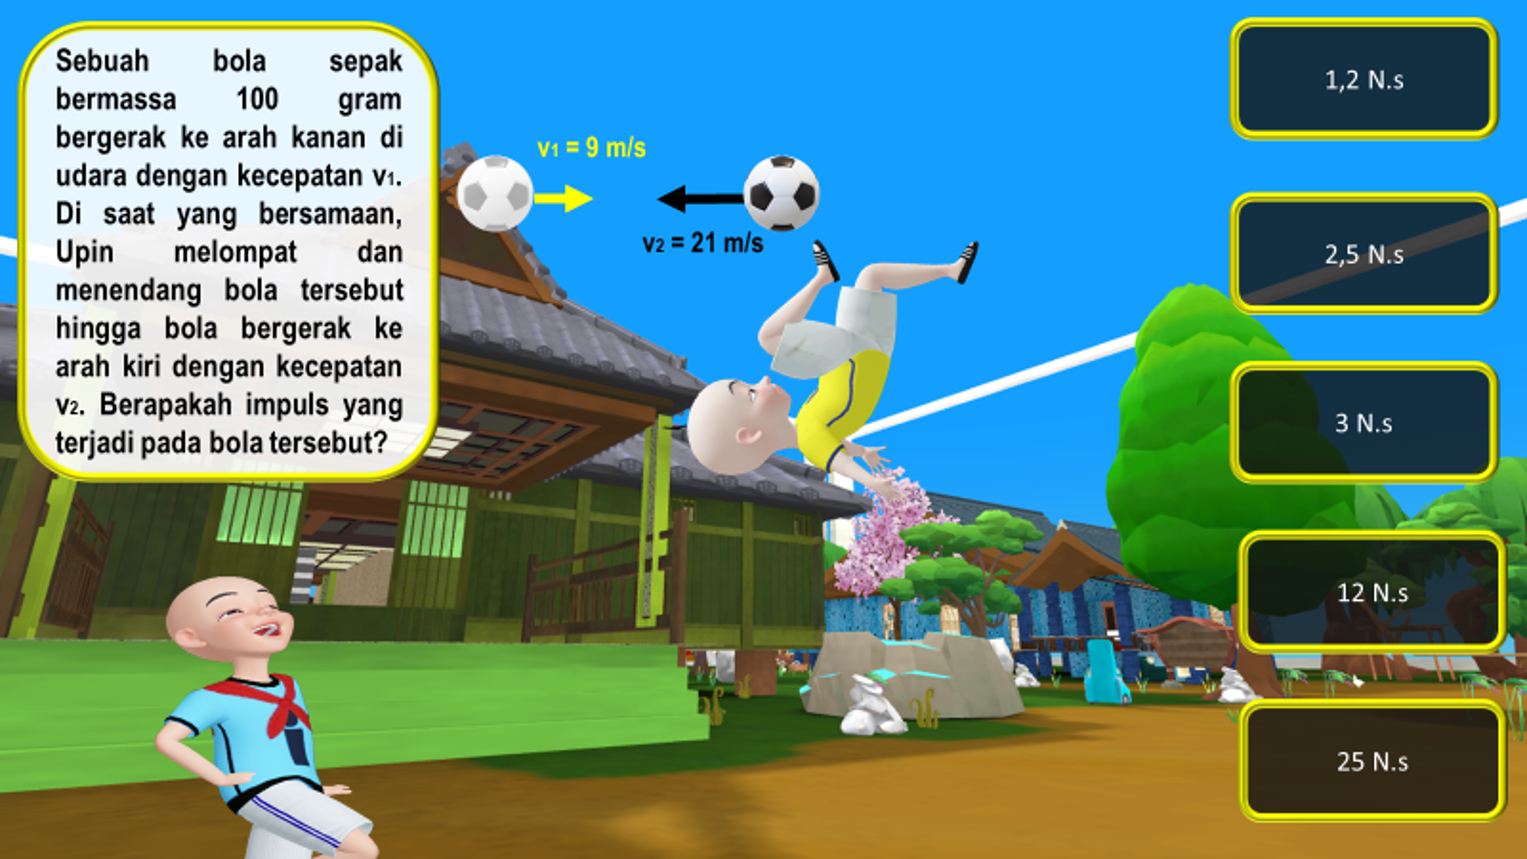 Sebuah bola sepak
bermassa 100 gram
bergerak ke arah kanan di
udara dengan kecepatan v₁.
Di saat yang bersamaan,
Upin melompat dan
menendang bola tersebut
hingga bola bergerak ke
arah kiri dengan kecepatan
v₂. Berapakah impuls yang
terjadi pada bola tersebut?
v₁ = 9 m/s
v₂ = 21 m/s
1,2 N.s
2,5 N.s
3 N.s
12 N.s
25 N.s